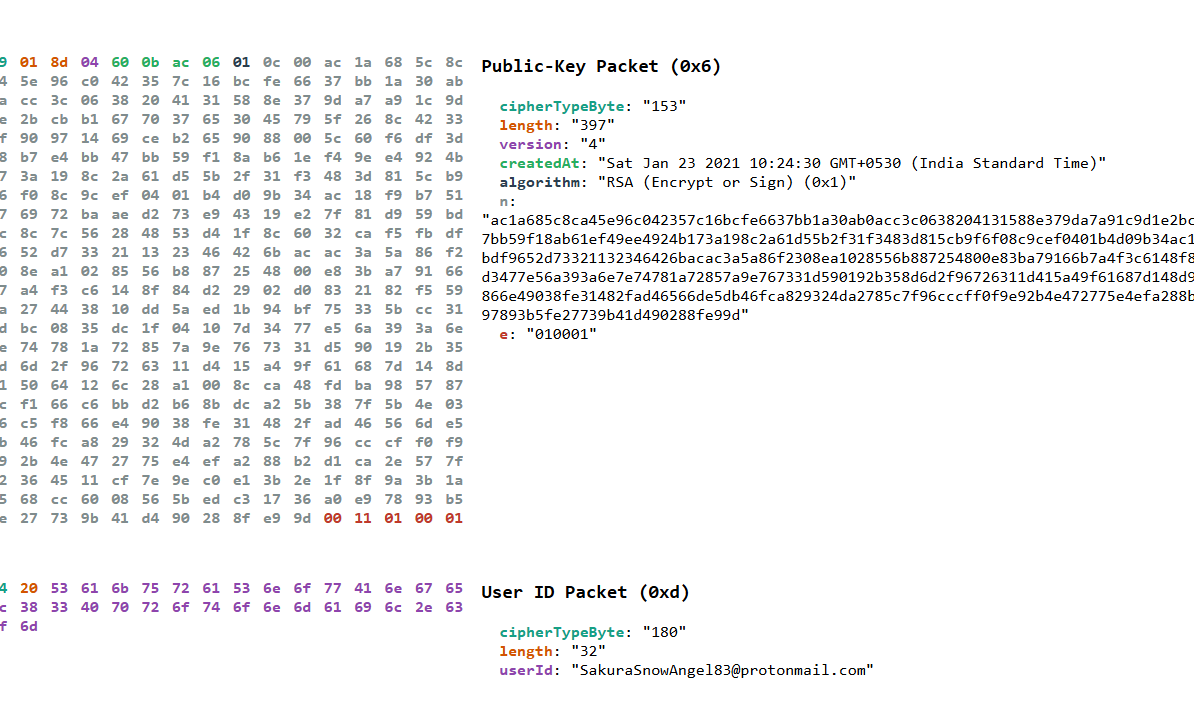 9 01 8d 04 60 0b ac 06 01 0c 00 ac 1a 68 5c 8c
4 5e 96 c0 42 35 7c 16 bc fe 66 37 bb 1a 30 ab
a cc 3c 06 38 20 41 31 58 8e 37 9d a7 a9 1c 9d
e 2b cb b1 67 70 37 65 30 45 79 5f 26 8c 42 33
f 90 97 14 69 ce b2 65 90 88 00 5c 60 f6 df 3d
8 b7 e4 bb 47 bb 59 f1 8a b6 1e f4 9e e4 92 4b
7 3a 19 8c 2a 61 d5 5b 2f 31 f3 48 3d 81 5c b9
6 f0 8c 9c ef 04 01 b4 d0 9b 34 ac 18 f9 b7 51
7 69 72 ba ae d2 73 e9 43 19 e2 7f 81 d9 59 bd
c 8c 7c 56 28 48 53 d4 1f 8c 60 32 ca f5 fb df
6 52 d7 33 21 13 23 46 42 6b ac ac 3a 5a 86 f2
0 8e a1 02 85 56 b8 87 25 48 00 e8 3b a7 91 66
7 a4 f3 c6 14 8f 84 d2 29 02 d0 83 21 82 f5 59
a 27 44 38 10 dd 5a ed 1b 94 bf 75 33 5b cc 31
d bc 08 35 dc 1f 04 10 7d 34 77 e5 6a 39 3a 6e
e 74 78 1a 72 85 7a 9e 76 73 31 d5 90 19 2b 35
d 6d 2f 96 72 63 11 d4 15 a4 9f 61 68 7d 14 8d
1 50 64 12 6c 28 a1 00 8c ca 48 fd ba 98 57 87
c f1 66 c6 bb d2 b6 8b dc a2 5b 38 7f 5b 4e 03
6 c5 f8 66 e4 90 38 fe 31 48 2f ad 46 56 6d e5
b 46 fc a8 29 32 4d a2 78 5c 7f 96 cc cf f0 f9
9 2b 4e 47 27 75 e4 ef a2 88 b2 d1 ca 2e 57 7f
2 36 45 11 cf 7e 9e c0 e1 3b 2e 1f 8f 9a 3b 1a
5 68 cc 60 08 56 5b ed c3 17 36 a0 e9 78 93 b5
e 27 73 9b 41 d4 90 28 8f e9 9d 00 11 01 00 01
Public-Key Packet (0x6)
cipherTypeByte: "153"
length: "397"
version: "4"
createdAt: "Sat Jan 23 2021 10:24:30 GMT+0530 (India Standard Time)"
algorithm: "RSA (Encrypt or Sign) (0x1)"
n:
"ac1a685c8ca45e96c042357c16bcfe6637bb1a30ab0acc3c0638204131588e379da7a91c9d1e2bc
7bb59f18ab61ef49ee4924b173a198c2a61d55b2f31f3483d815cb9f6f08c9cef0401b4d09b34ac1
bdf9652d73321132346426bacac3a5a86f2308ea1028556b887254800e83ba79166b7a4f3c6148f8
d3477e56a393a6e7e74781a72857a9e767331d590192b358d6d2f96726311d415a49f61687d148d9
866e49038fe31482fad46566de5db46fca829324da2785c7f96cccff0f9e92b4e472775e4efa288b
97893b5fe27739b41d490288fe99d"
e: "010001"
4 20 53 61 6b 75 72 61 53 6e 6f 77 41 6e 67 65
c 38 33 40 70 72 6f 74 6f 6e 6d 61 69 6c 2e 63
f 6d
User ID Packet (0xd)
cipherTypeByte: "180"
length: "32"
userId: "SakuraSnowAngel83@protonmail.com"